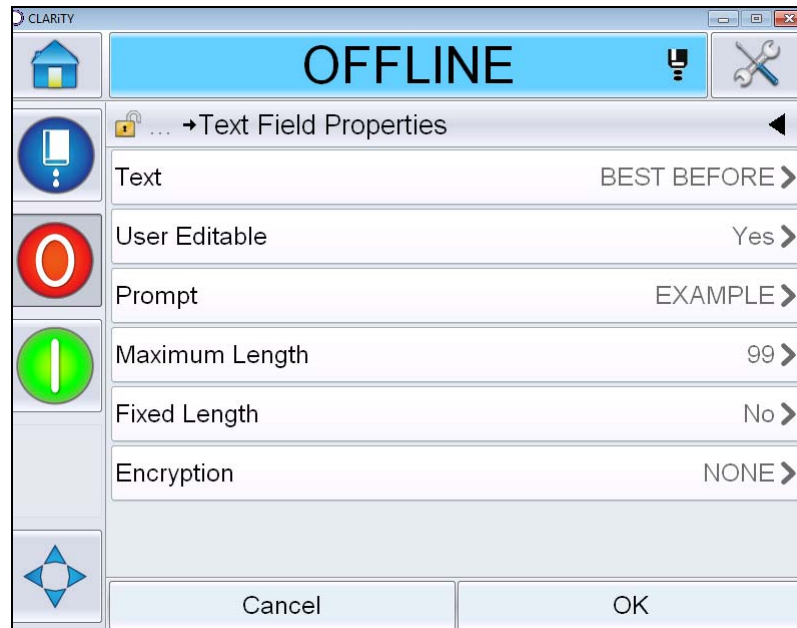 CLARiTY
OFFLINE
... →Text Field Properties
Text BEST BEFORE
User Editable Yes
Prompt EXAMPLE
Maximum Length 99
Fixed Length No
Encryption NONE
Cancel OK